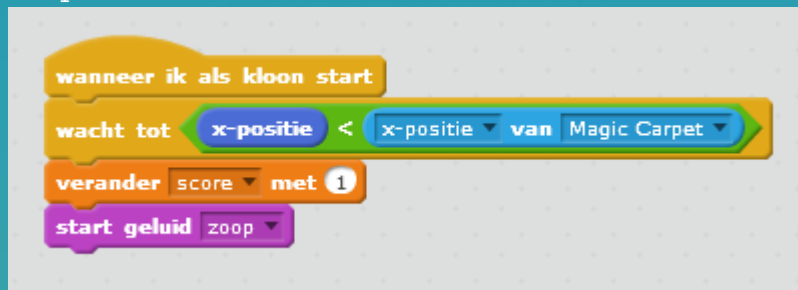 wanneer ik als kloon start
wacht tot x-positie < x-positie van Magic Carpet
verander score met 1
start geluid zoop